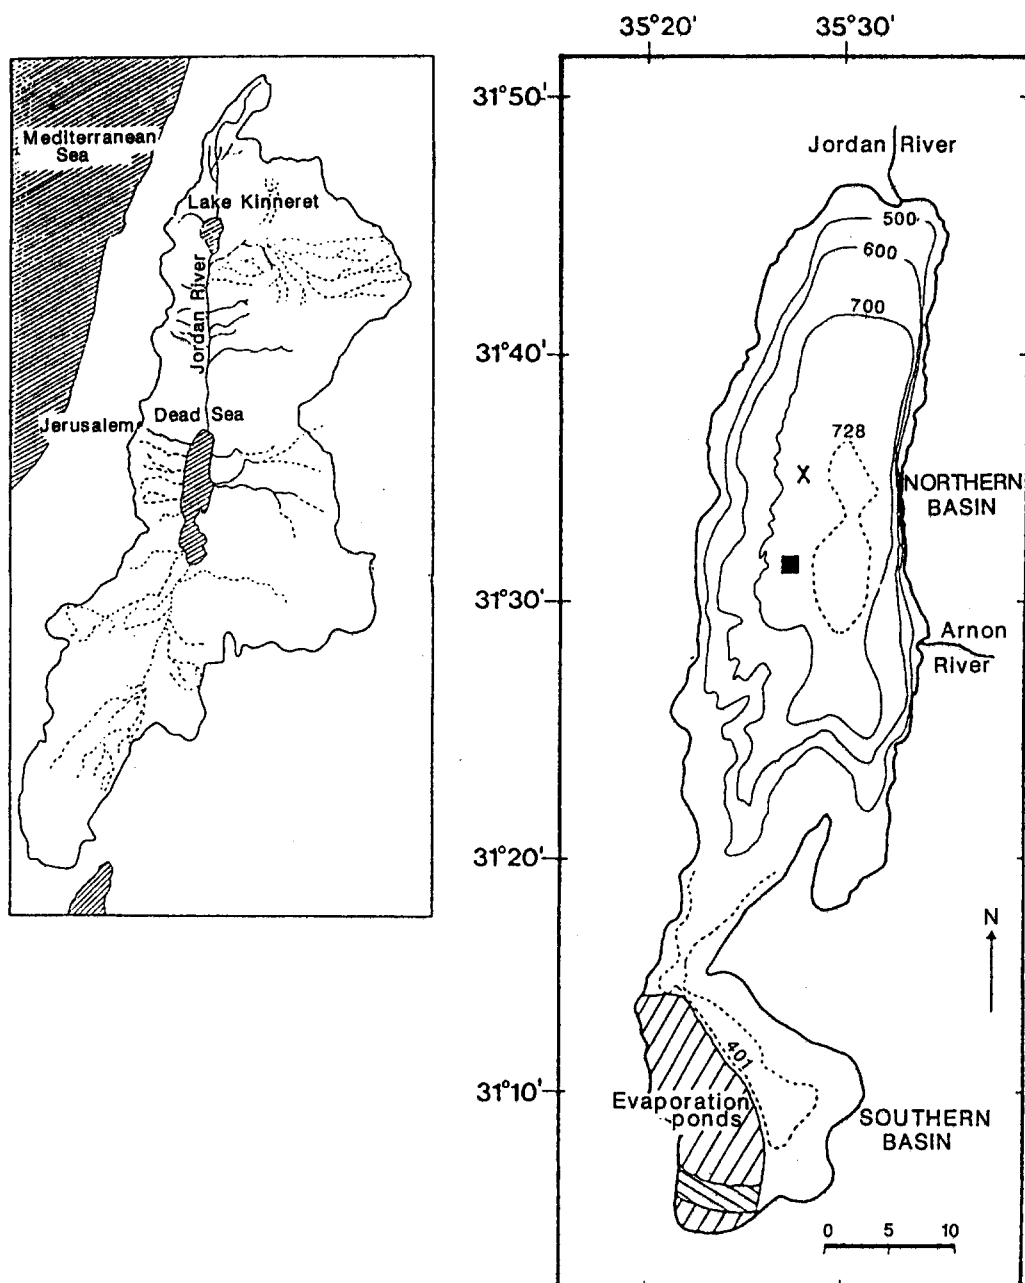 Mediterranean
Sea
Lake Kinneret
Jordan River
Jerusalem
Dead Sea
35°20'
35°30'
31°50'
Jordan River
500
600
700
31°40'
728
X
NORTHERN
BASIN
31°30'
Arnon
River
31°20'
N
401
31°10'
Evaporation
ponds
SOUTHERN
BASIN
0 5 10